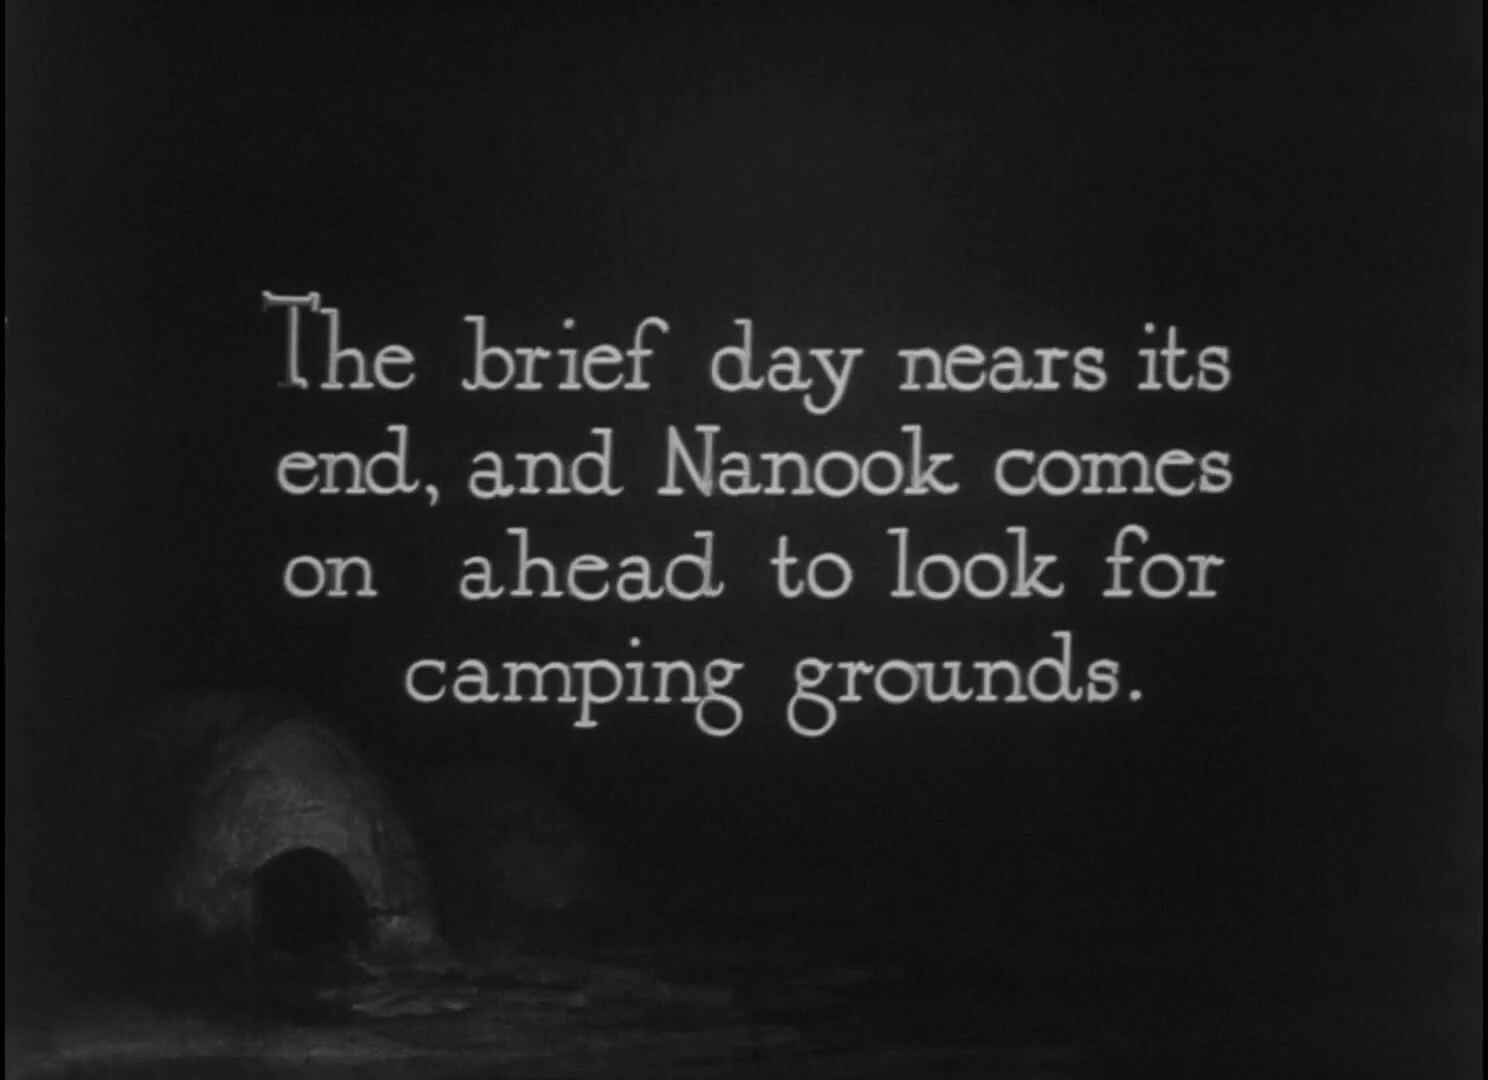 The brief day nears its
end, and Nanook comes
on ahead to look for
camping grounds.